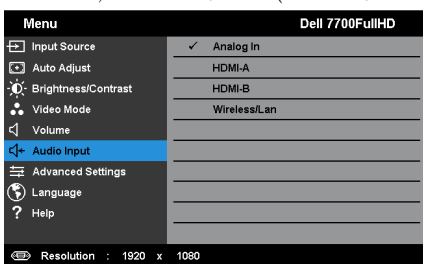 Menu Dell 7700FullHD
Input Source ✓ Analog In
Auto Adjust HDMI-A
Brightness/Contrast HDMI-B
Video Mode Wireless/Lan
Volume
Audio Input
Advanced Settings
Language
? Help
Resolution : 1920 x 1080